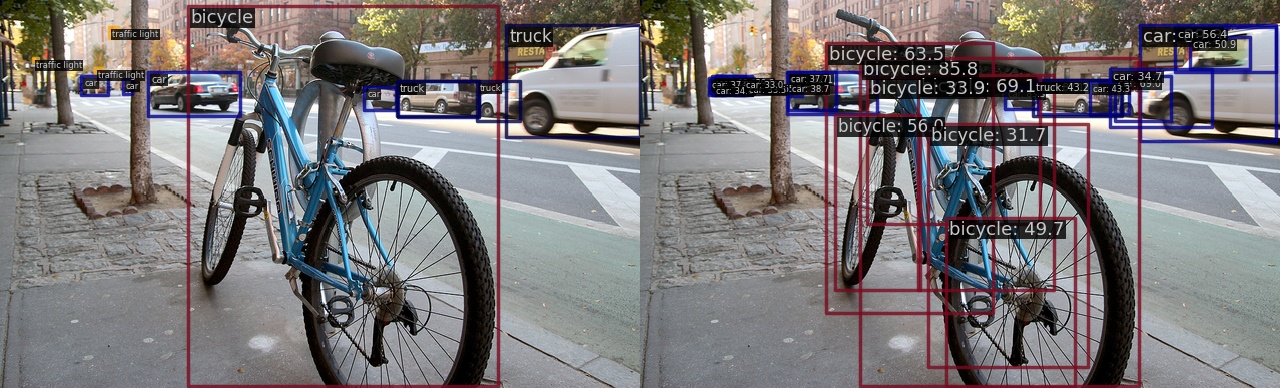 bicycle
truck
RESTA
traffic light
traffic light
traffic light
car
car
car
car
truck
truck
bicycle: 63.5
bicycle: 85.8
bicycle: 33.9
: 69.1
bicycle: 56.0
bicycle: 31.7
bicycle: 49.7
car: 37.71
car: 38.7
truck: 43.2
car: 43.3
car: 34.7
car:
car: 56.4
car: 50.9
RESTA